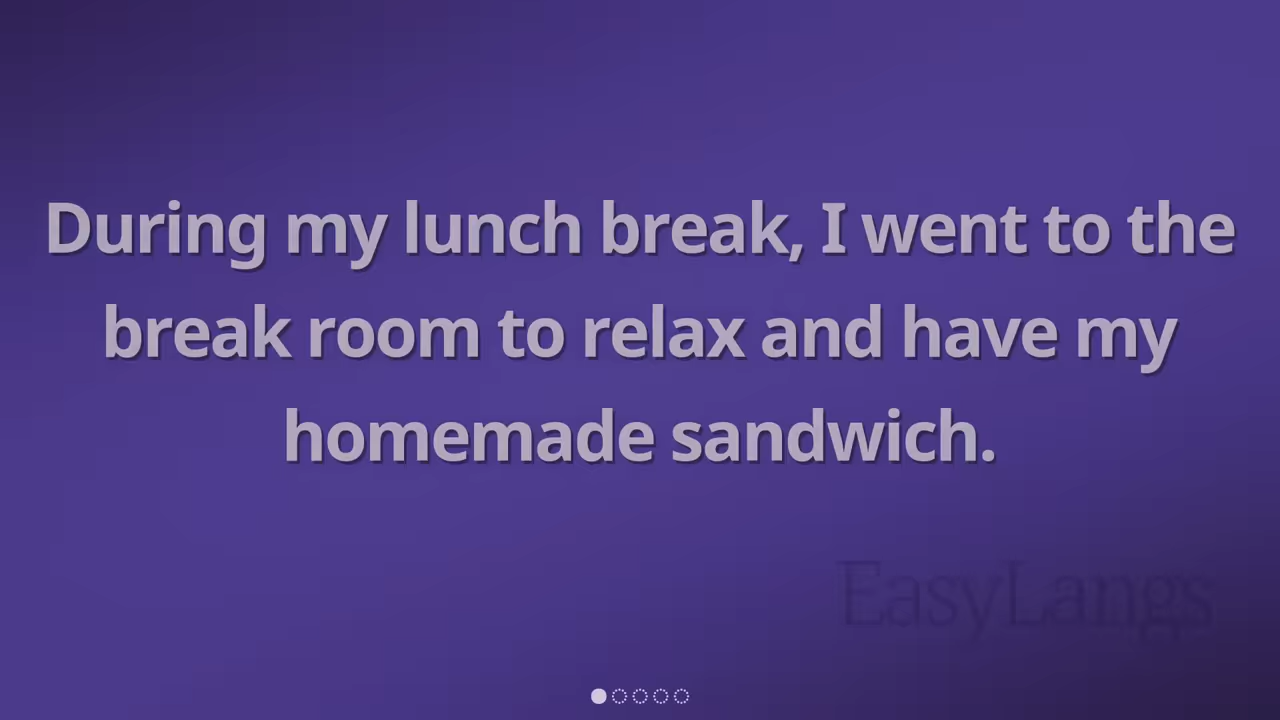 During my lunch break, I went to the
break room to relax and have my
homemade sandwich.
EasyLangs